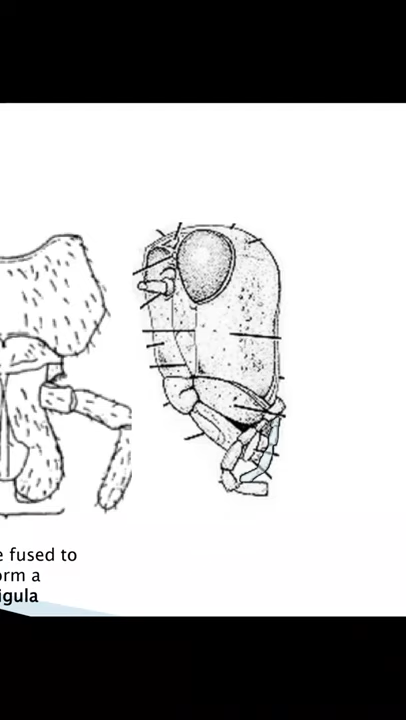 e fused to
orm a
igula